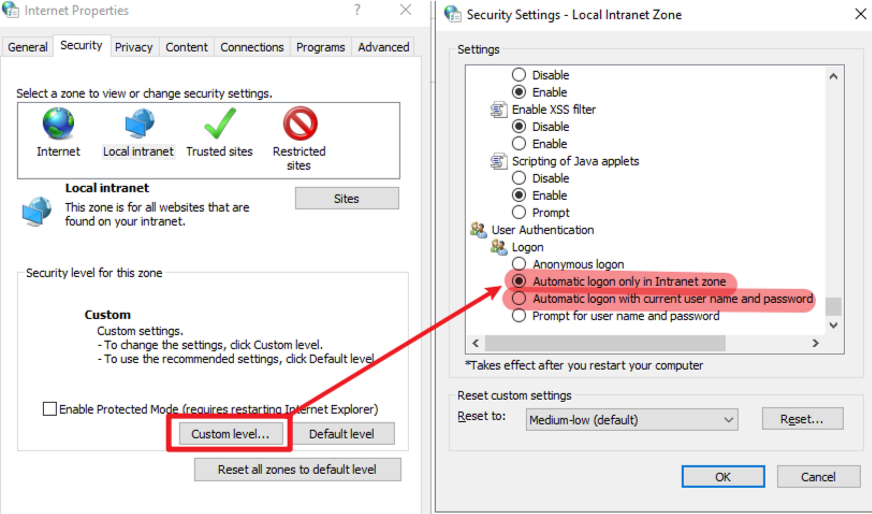 Internet Properties
?
General
Security
Privacy
Content
Connections
Programs
Advanced
Select a zone to view or change security settings.
Internet
Local intranet
Trusted sites
Restricted
sites
Local intranet
This zone is for all websites that are
found on your intranet.
Sites
Security level for this zone
Custom
Custom settings.
- To change the settings, click Custom level.
- To use the recommended settings, click Default level.
Enable Protected Mode (requires restarting Internet Explorer)
Custom level...
Default level
Reset all zones to default level
Security Settings - Local Intranet Zone
Settings
Disable
Enable
Enable XSS filter
Disable
Enable
Scripting of Java applets
Disable
Enable
Prompt
User Authentication
Logon
Anonymous logon
Automatic logon only in Intranet zone
Automatic logon with current user name and password
Prompt for user name and password
*Takes effect after you restart your computer
Reset custom settings
Reset to:
Medium-low (default)
Reset...
OK
Cancel